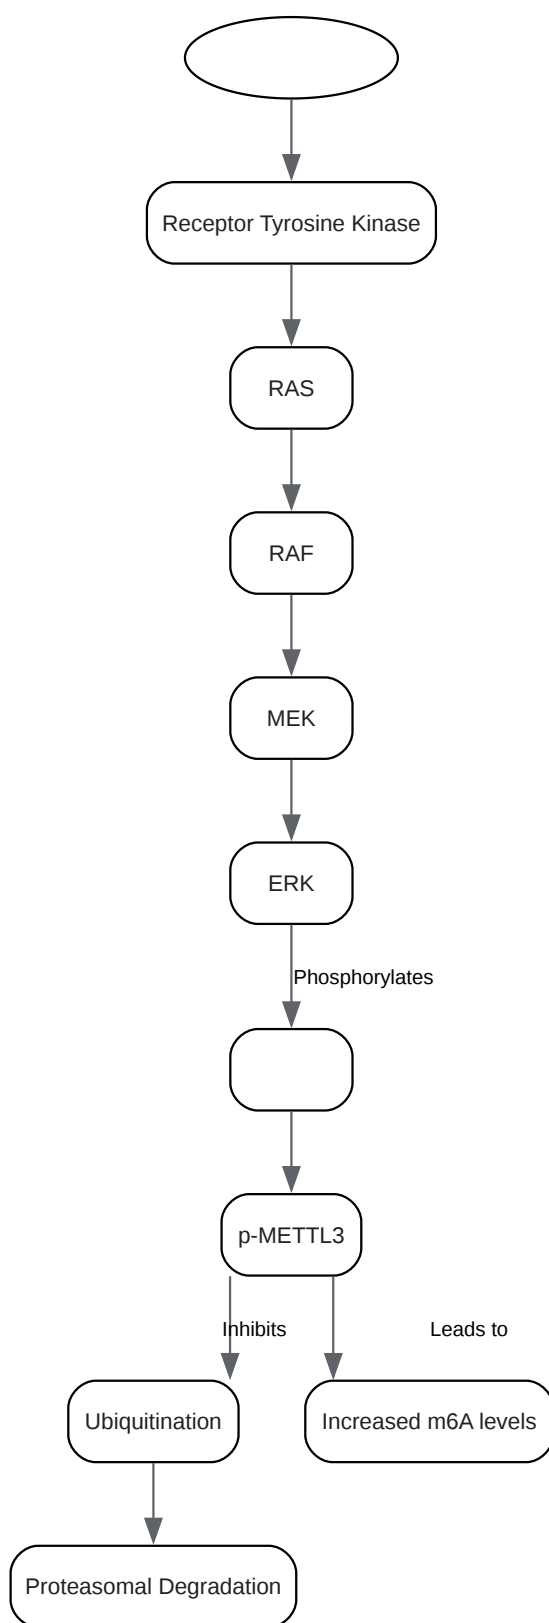 Receptor Tyrosine Kinase
RAS
RAF
MEK
ERK
Phosphorylates
p-METTL3
Inhibits
Leads to
Ubiquitination
Increased m6A levels
Proteasomal Degradation